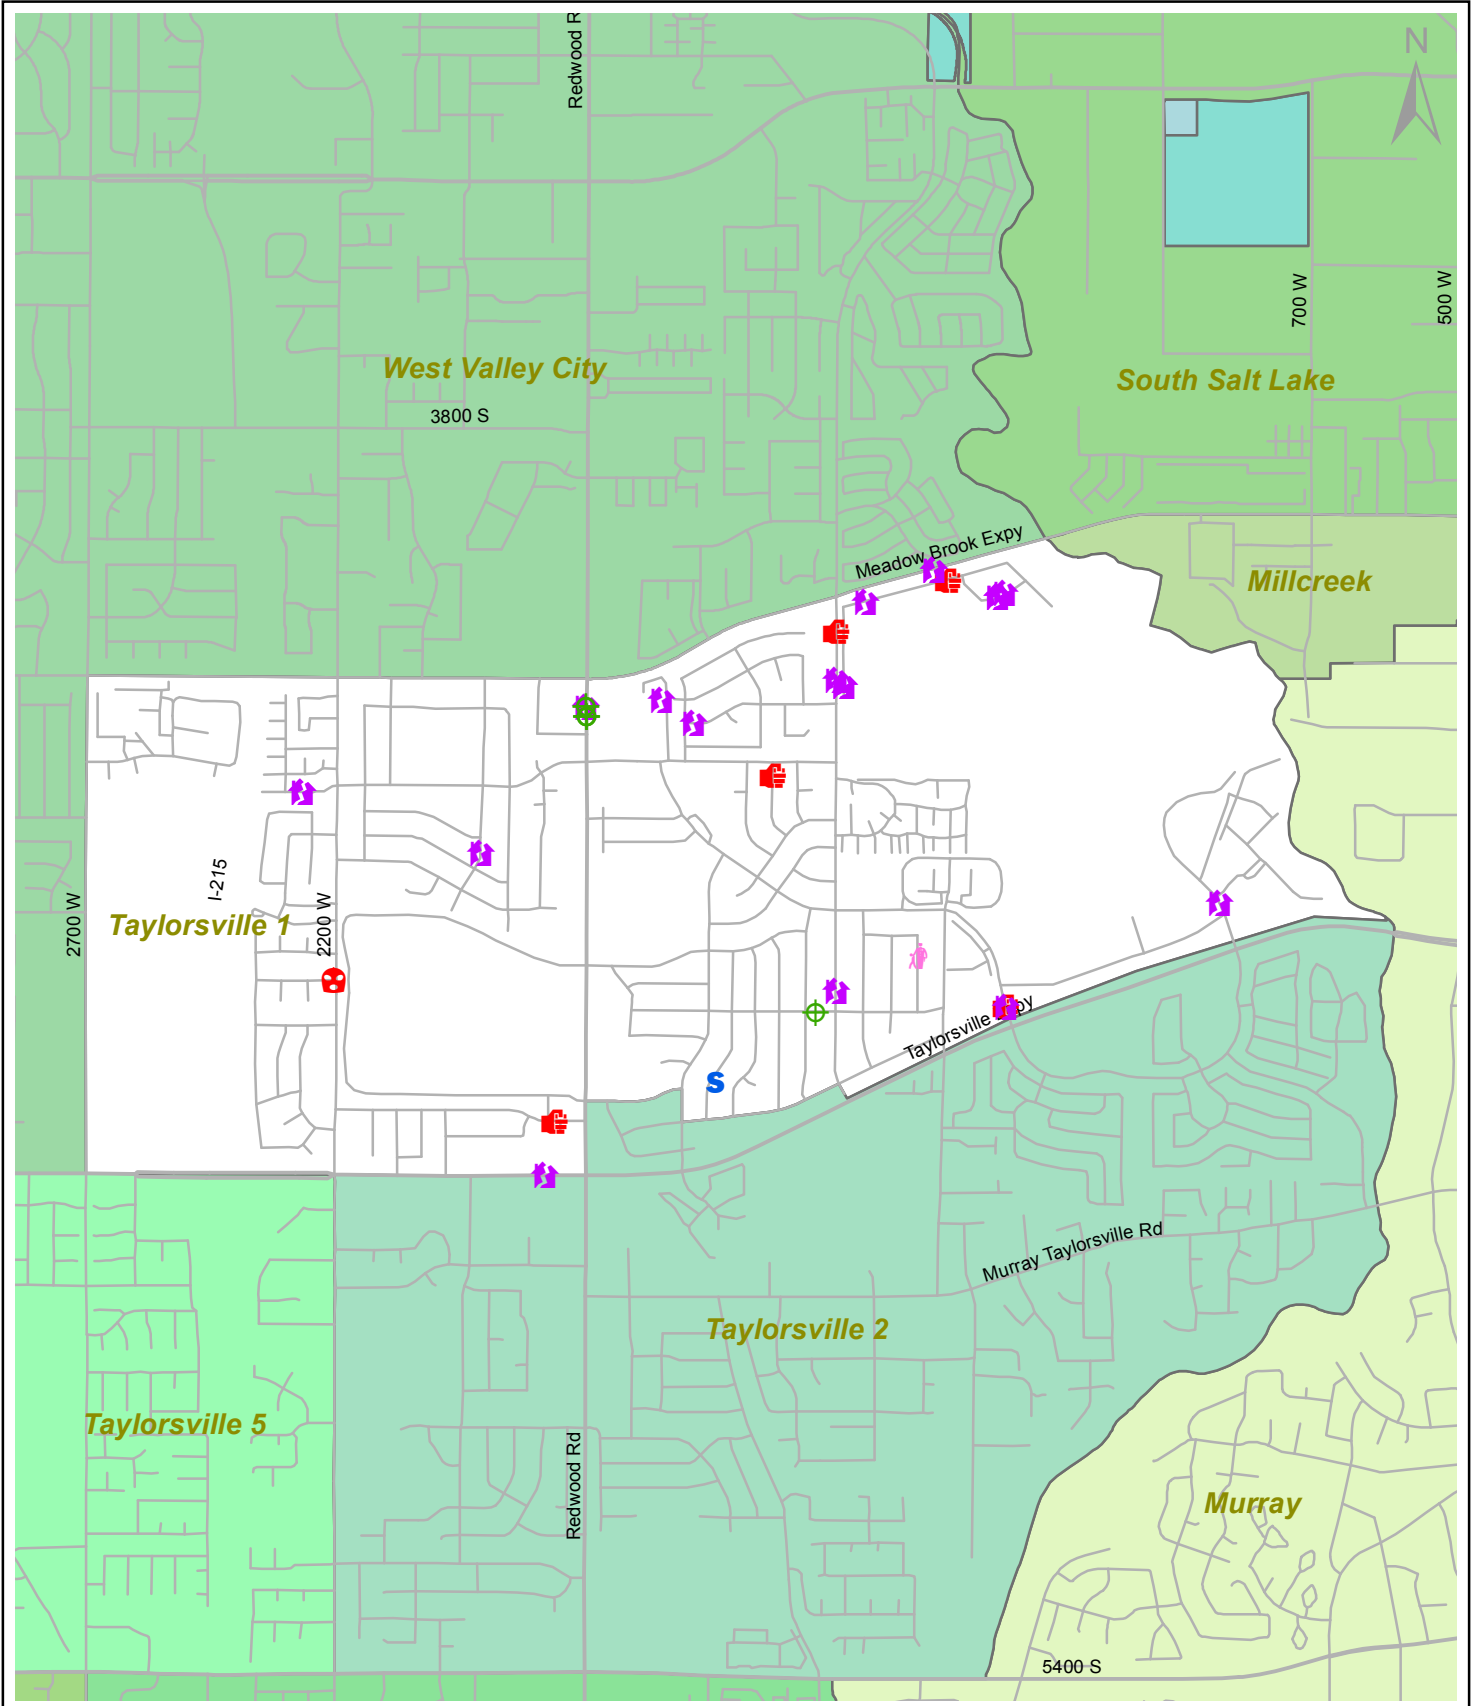 Redwood R
N
700 W
500 W
West Valley City
South Salt Lake
3800 S
Meadow Brook Expy
Millcreek
I-215
2700 W
2200 W
Taylorsville 1
S
Taylorsville
py
Murray Taylorsville Rd
Taylorsville 2
Taylorsville 5
Redwood Rd
Murray
5400 S